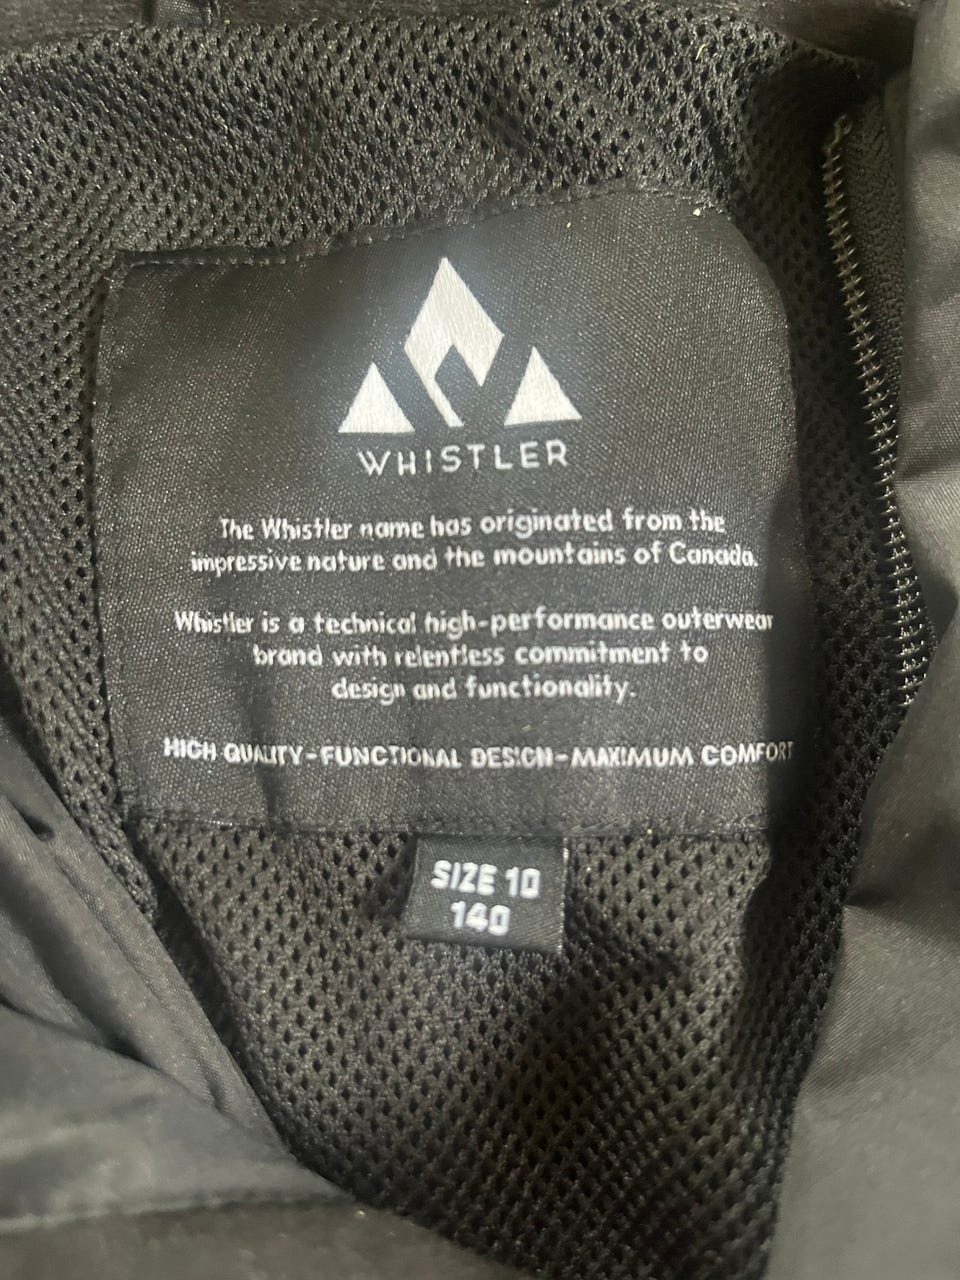 WHISTLER
The Whistler name has originated from the
impressive nature and the mountains of Canada.
Whistler is a technical high-performance outerwear
brand with relentless commitment to
design and functionality.
HIGH QUALITY-FUNCTIONAL DESIGN-MAXIMUM COMFORT
SIZE 10
140